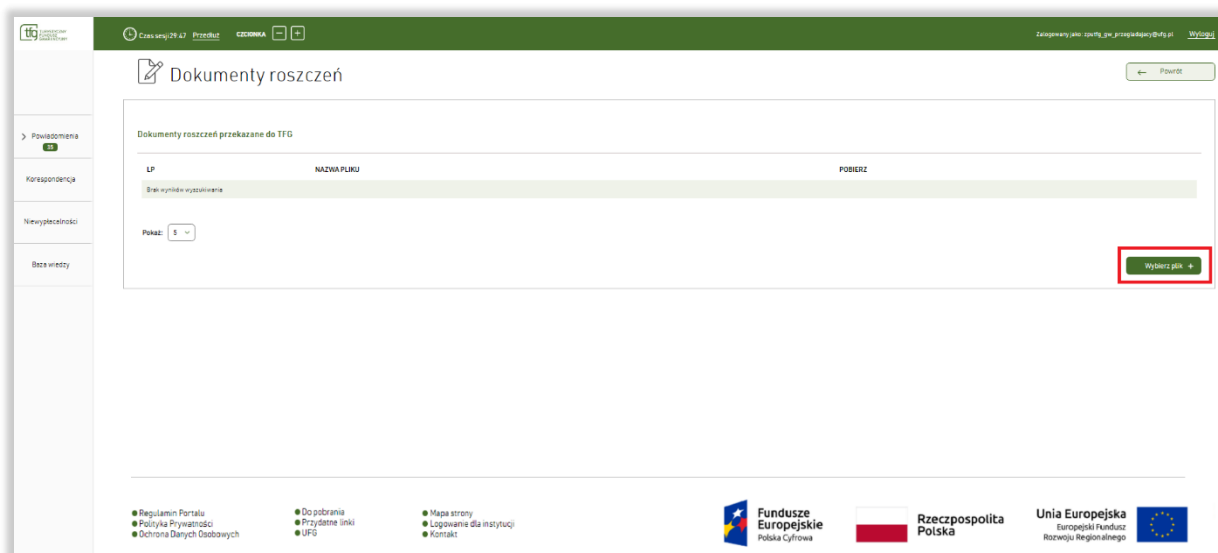 tfg
Czas sesji 29:47 Przedłuż CZCIONKA − +
Zalogowany jako: zputfg_pw_przegladajacy@ufg.pl Wyloguj
Dokumenty roszczeń
← Powrót
Dokumenty roszczeń przekazane do TFG
LP NAZWA PLIKU POBIERZ
Brak wyników wyszukiwania
Pokaż: 5
Wybierz plik +
Powiadomienia
Korespondencja
Niewypłacalności
Baza wiedzy
Regulamin Portalu
Polityka Prywatności
Ochrona Danych Osobowych
Do pobrania
Przydatne linki
UFG
Mapa strony
Logowanie dla instytucji
Kontakt
Fundusze
Europejskie
Polska Cyfrowa
Rzeczpospolita
Polska
Unia Europejska
Europejski Fundusz
Rozwoju Regionalnego